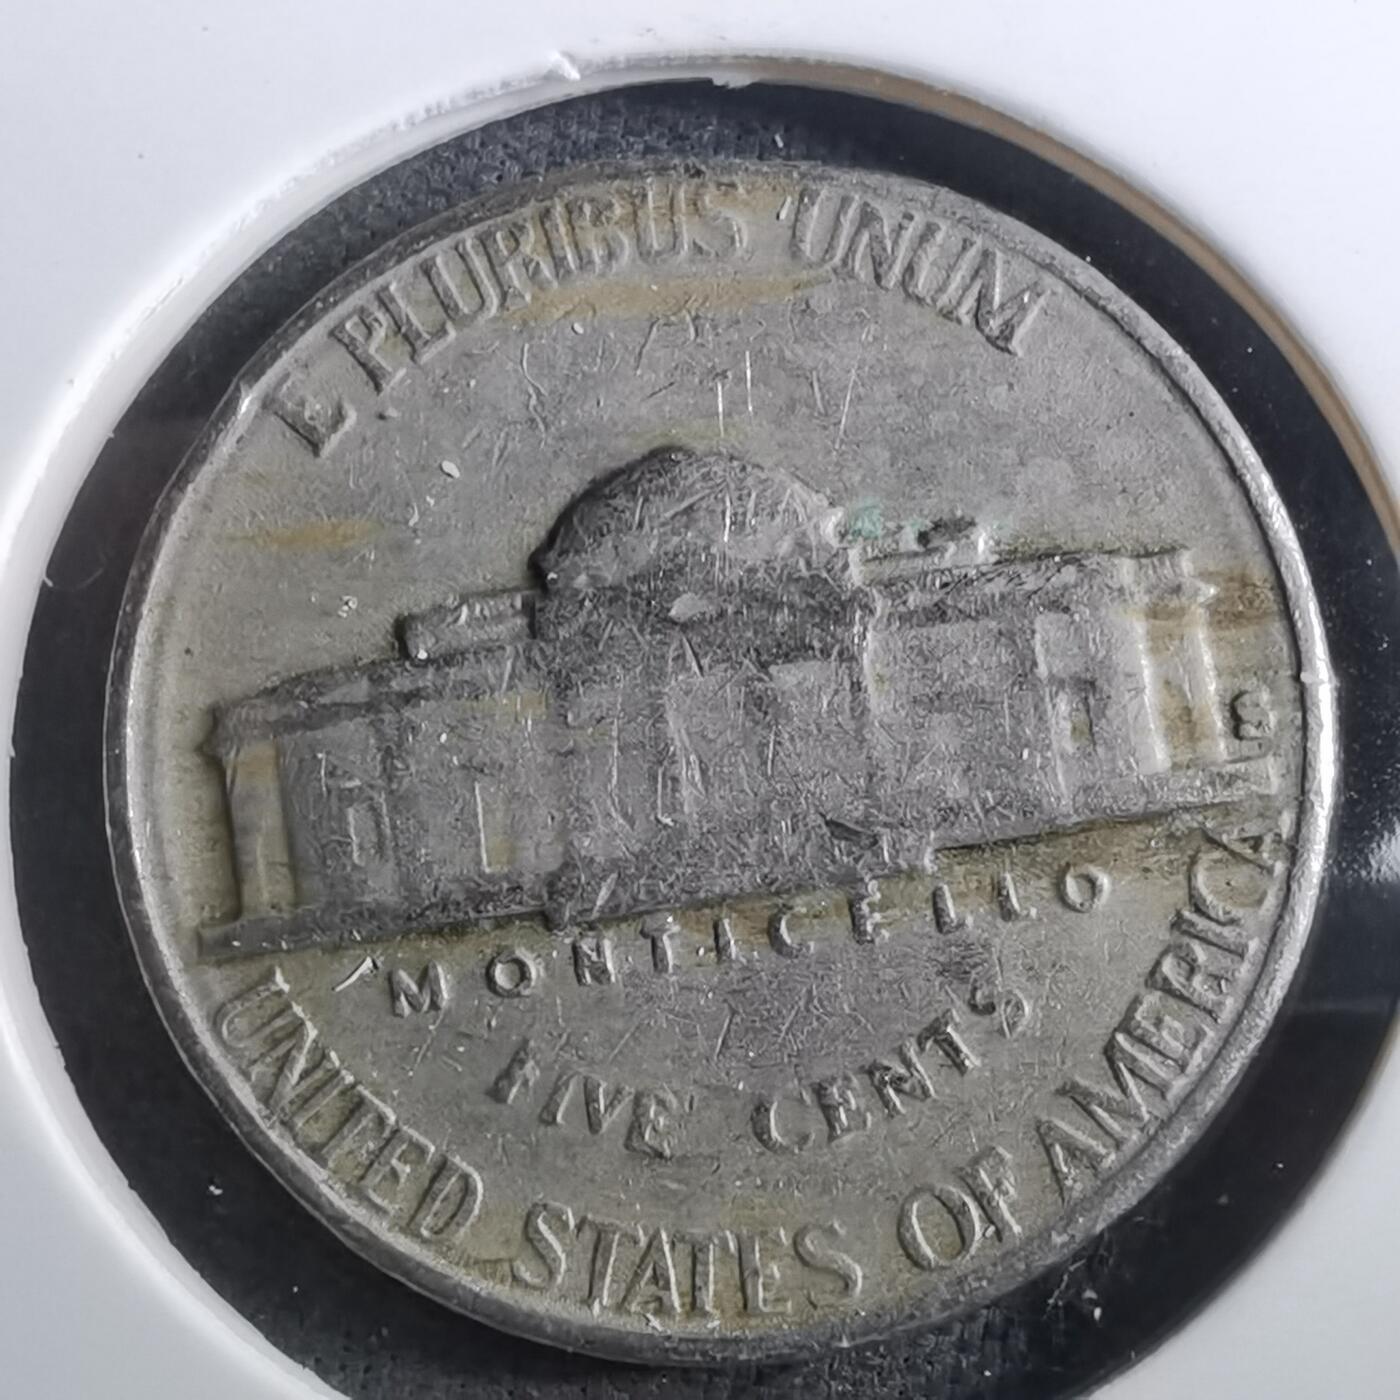 E PLURIBUS UNUM
MONTICELLO
FIVE CENTS
UNITED STATES OF AMERICA